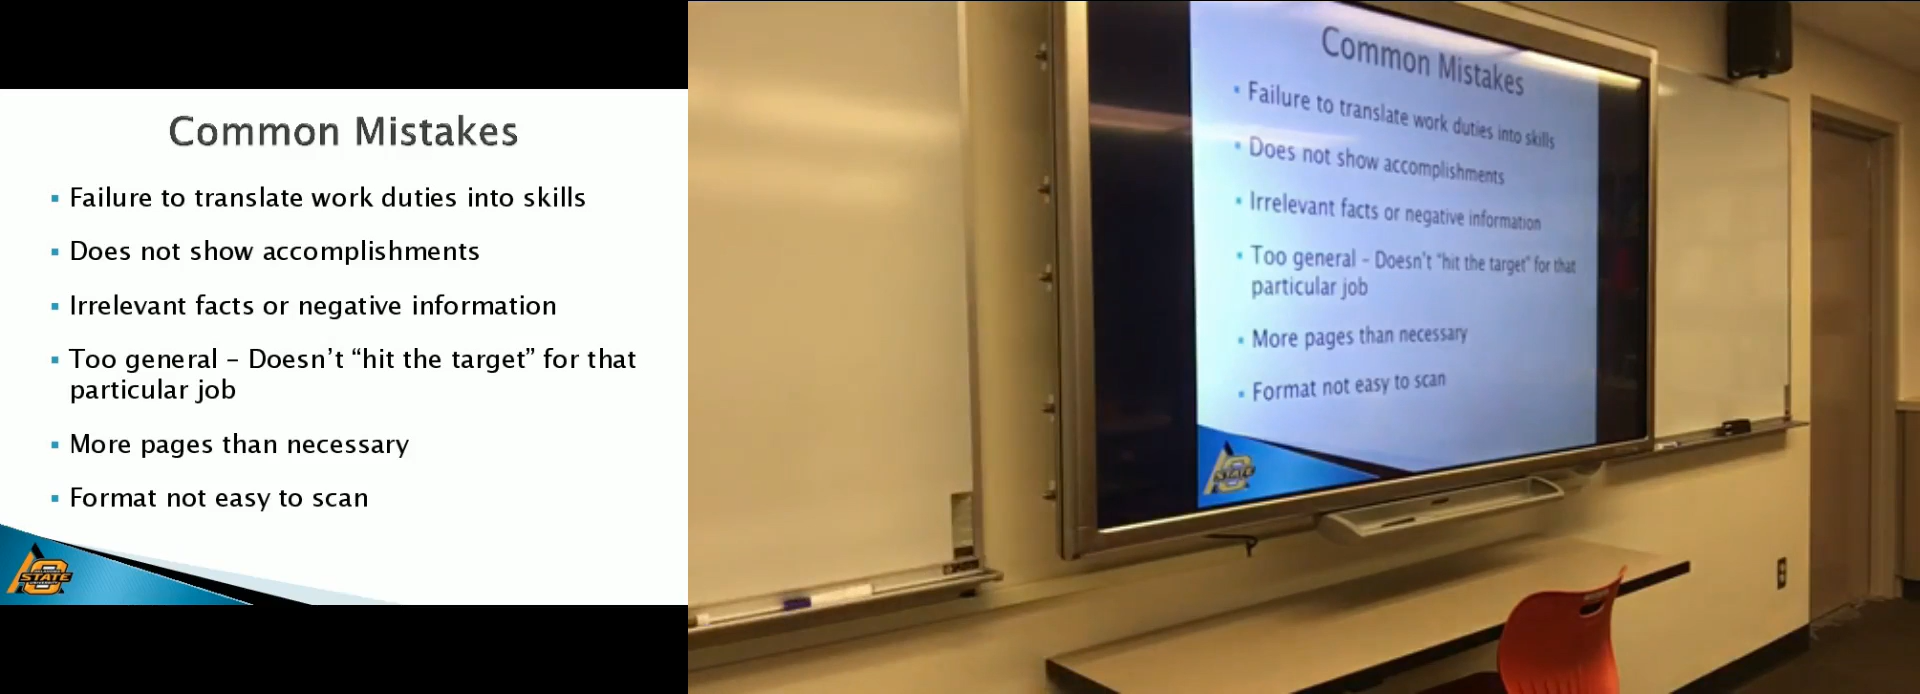 Common Mistakes
Failure to translate work duties into skills
Does not show accomplishments
Irrelevant facts or negative information
Too general – Doesn't “hit the target” for that
particular job
More pages than necessary
Format not easy to scan
STATE
Common Mistakes
Failure to translate work duties into skills
Does not show accomplishments
Irrelevant facts or negative information
Too general – Doesn't “hit the target” for that
particular job
More pages than necessary
Format not easy to scan
STATE